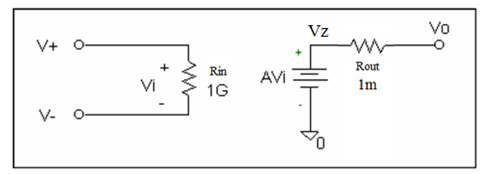 V+
+
Vi
-
V-
Rin
1G
Vz
+
AVi
-
0
Rout
1m
Vo